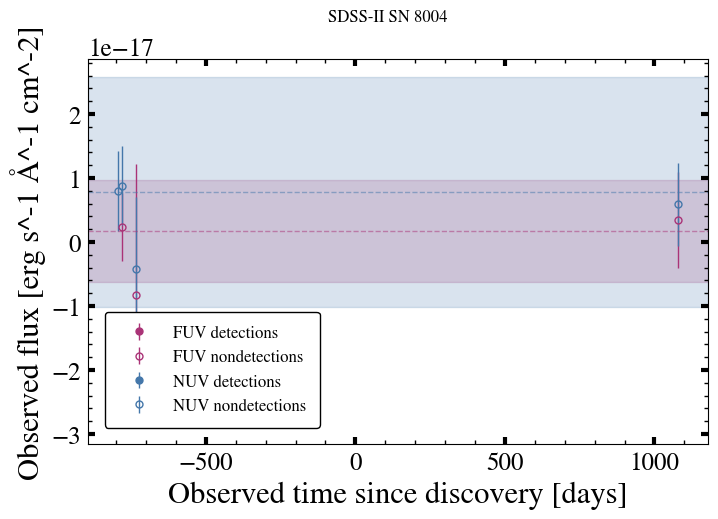 SDSS-II SN 8004
1e−17
Observed flux [erg s^-1 Å^-1 cm^-2]
2
1
0
−1
−2
−3
FUV detections
FUV nondetections
NUV detections
NUV nondetections
−500
0
500
1000
Observed time since discovery [days]